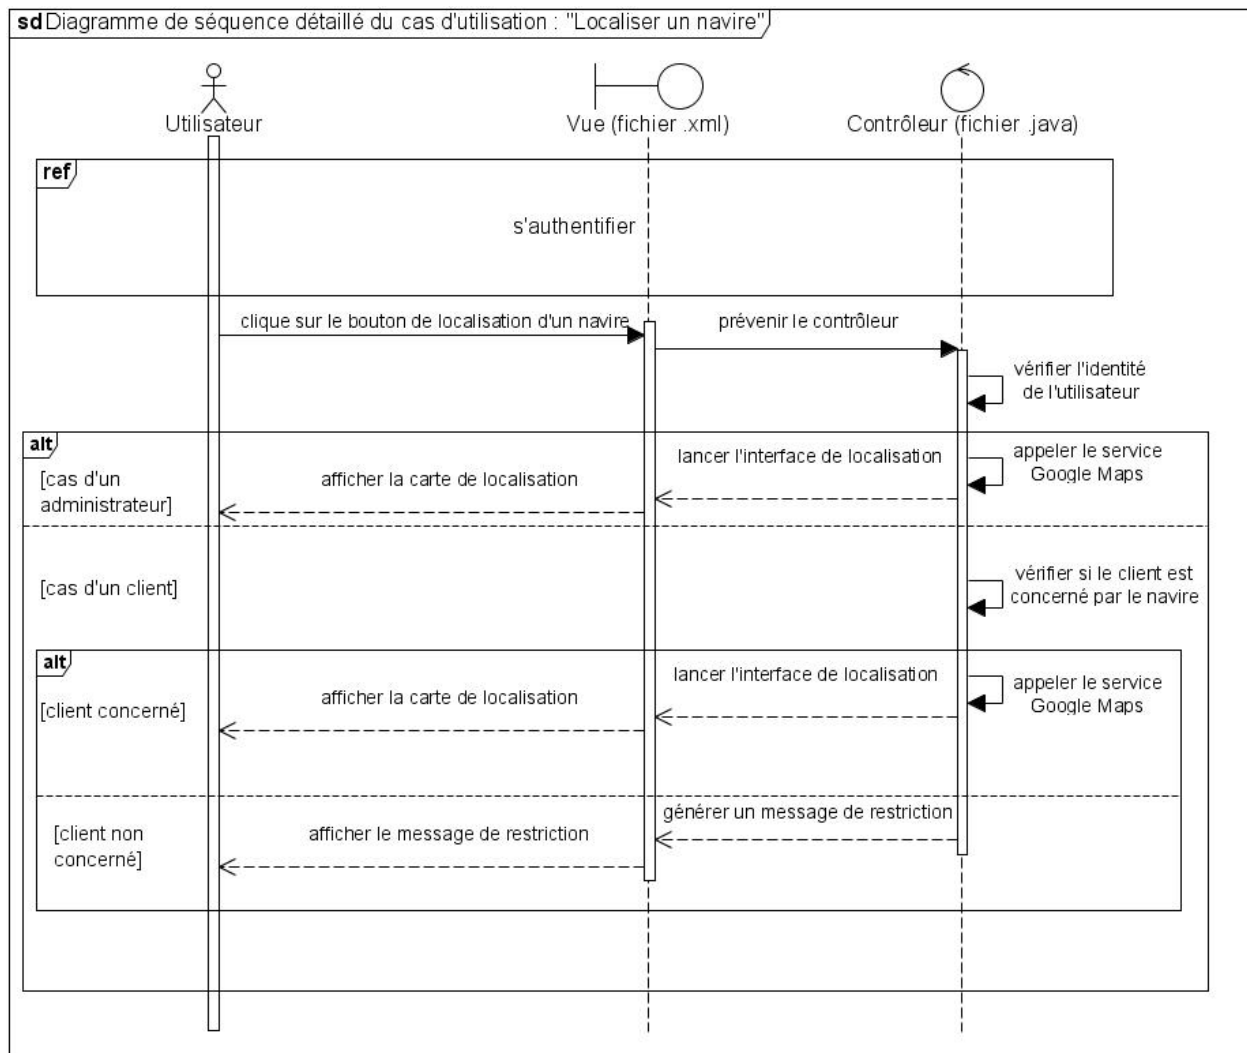 sd Diagramme de séquence détaillé du cas d'utilisation : "Localiser un navire"
Utilisateur
Vue (fichier .xml)
Contrôleur (fichier .java)
ref
s'authentifier
clique sur le bouton de localisation d'un navire
prévenir le contrôleur
vérifier l'identité
de l'utilisateur
alt
[cas d'un
administrateur]
afficher la carte de localisation
lancer l'interface de localisation
appeler le service
Google Maps
[cas d'un client]
vérifier si le client est
concerné par le navire
alt
[client concerné]
afficher la carte de localisation
lancer l'interface de localisation
appeler le service
Google Maps
[client non
concerné]
afficher le message de restriction
générer un message de restriction